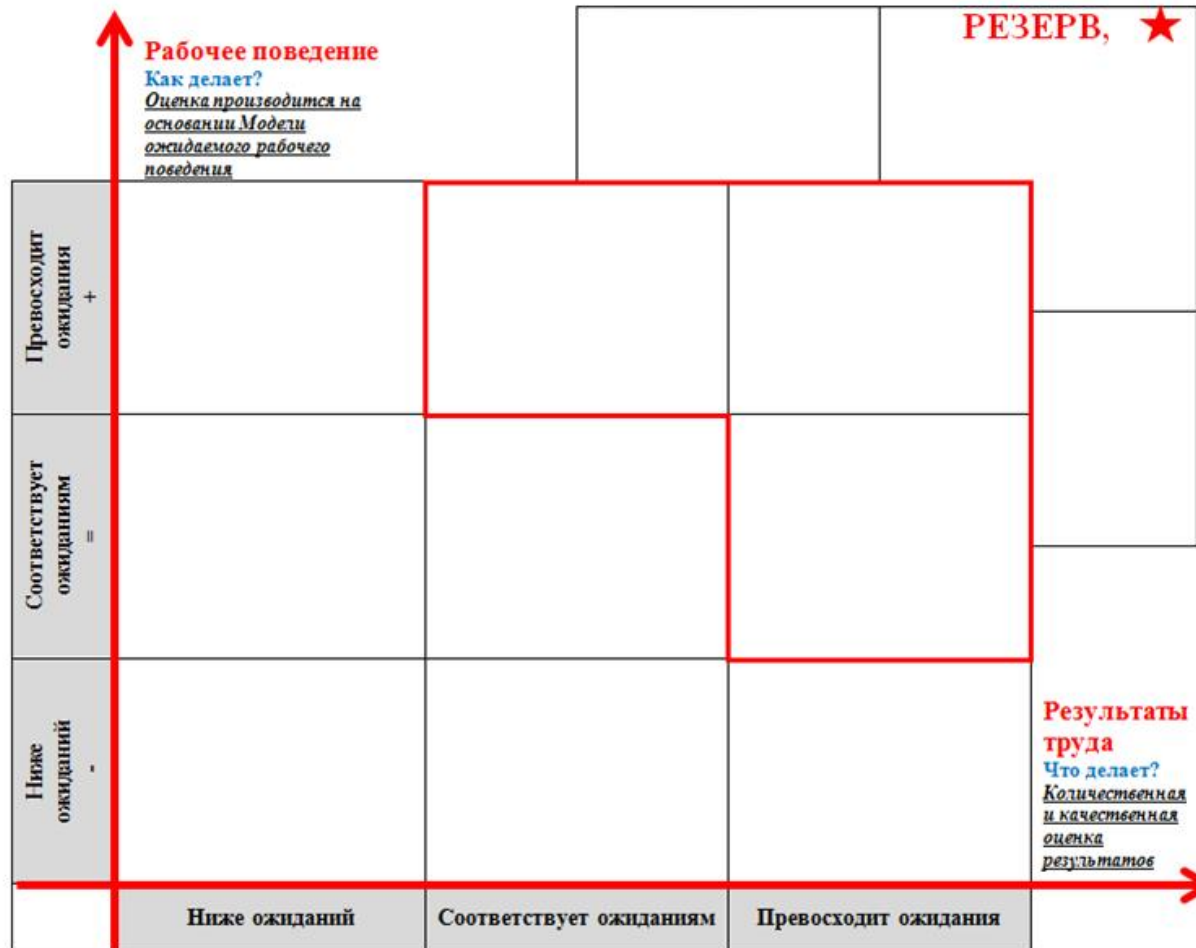 РЕЗЕРВ,
Рабочее поведение
Как делает?
Оценка производится на
основании Модели
ожидаемого рабочего
поведения
Превосходит
ожидания
+
Соответствует
ожиданиям
=
Ниже
ожиданий
-
Результаты
труда
Что делает?
Количественная
и качественная
оценка
результатов
Ниже ожиданий
Соответствует ожиданиям
Превосходит ожидания